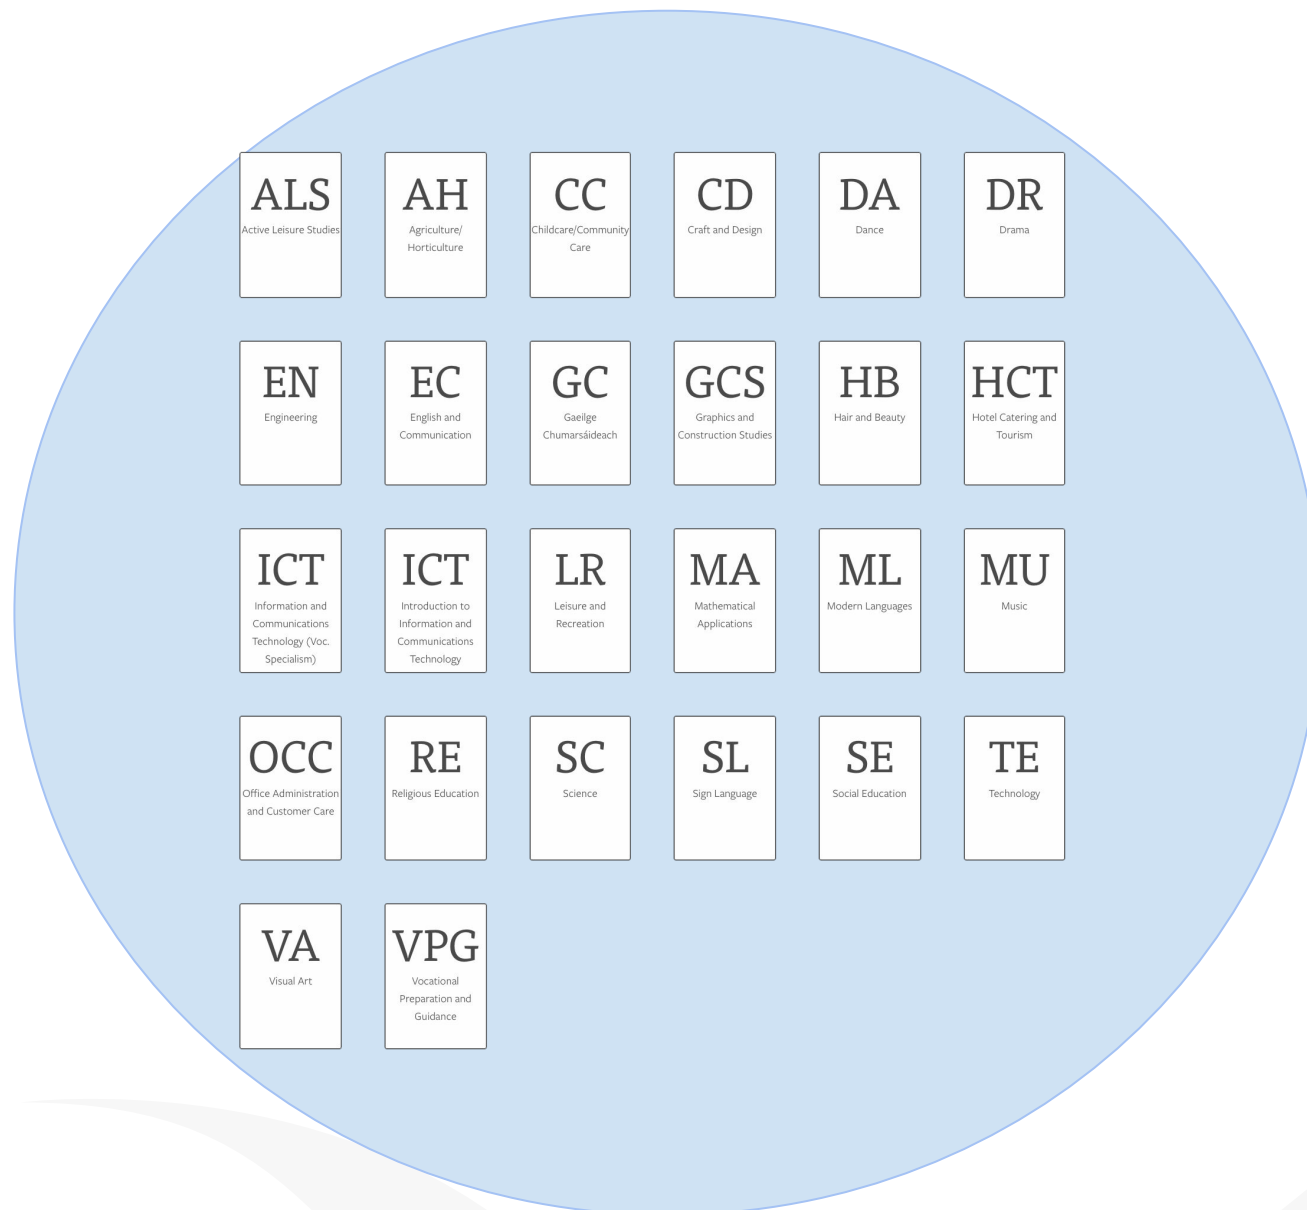 ALS
Active Leisure Studies
AH
Agriculture/
Horticulture
CC
Childcare/Community
Care
CD
Craft and Design
DA
Dance
DR
Drama
EN
Engineering
EC
English and
Communication
GC
Gaeilge
Chumarsáideach
GCS
Graphics and
Construction Studies
HB
Hair and Beauty
HCT
Hotel Catering and
Tourism
ICT
Information and
Communications
Technology (Voc.
Specialism)
ICT
Introduction to
Information and
Communications
Technology
LR
Leisure and
Recreation
MA
Mathematical
Applications
ML
Modern Languages
MU
Music
OCC
Office Administration
and Customer Care
RE
Religious Education
SC
Science
SL
Sign Language
SE
Social Education
TE
Technology
VA
Visual Art
VPG
Vocational
Preparation and
Guidance